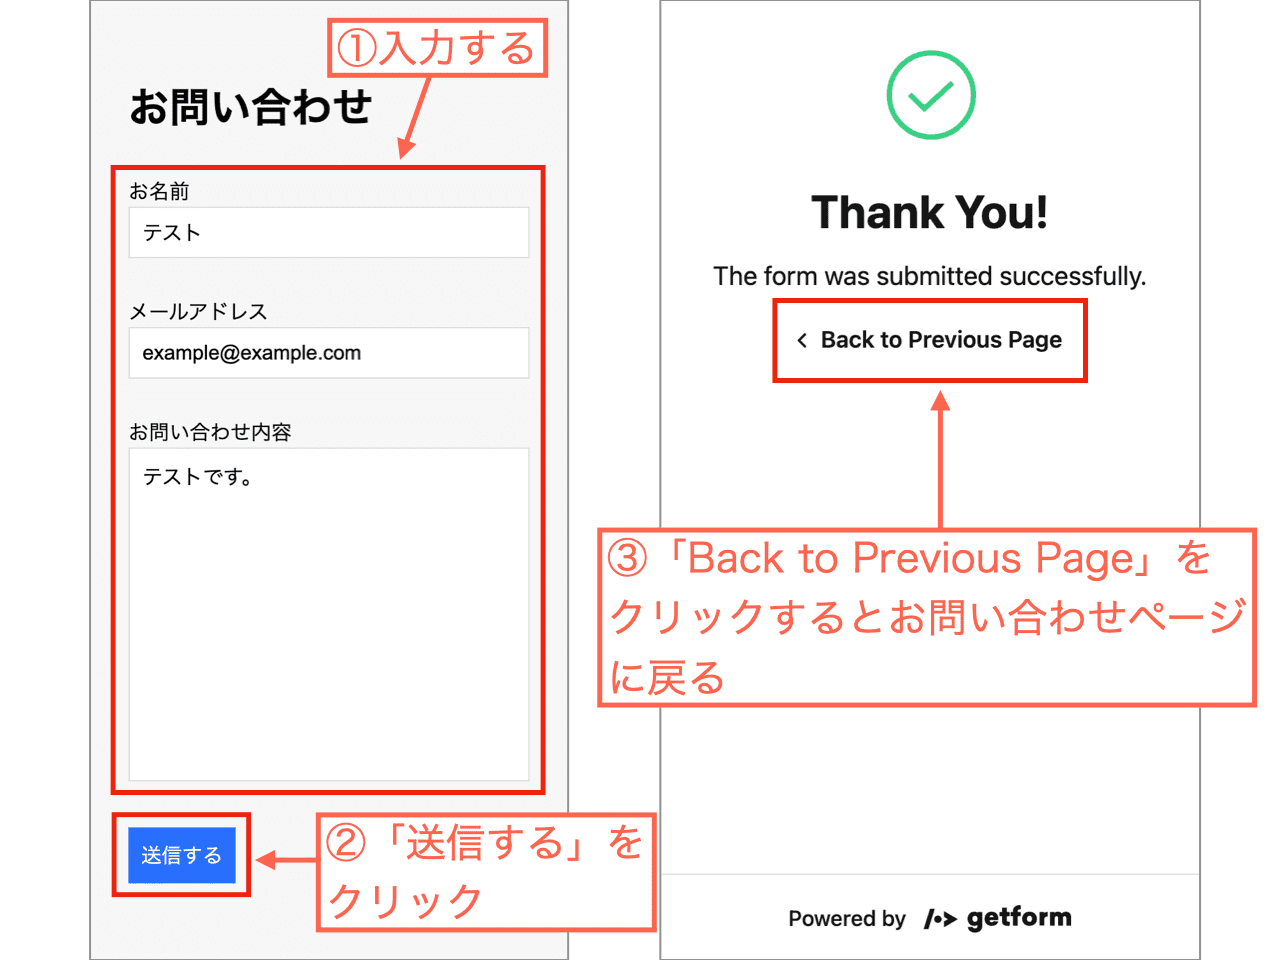 ①入力する
お問い合わせ
お名前
テスト
メールアドレス
example@example.com
お問い合わせ内容
テストです。
送信する
②「送信する」を
クリック
Thank You!
The form was submitted successfully.
Back to Previous Page
③「Back to Previous Page」を
クリックするとお問い合わせページ
に戻る
Powered by getform